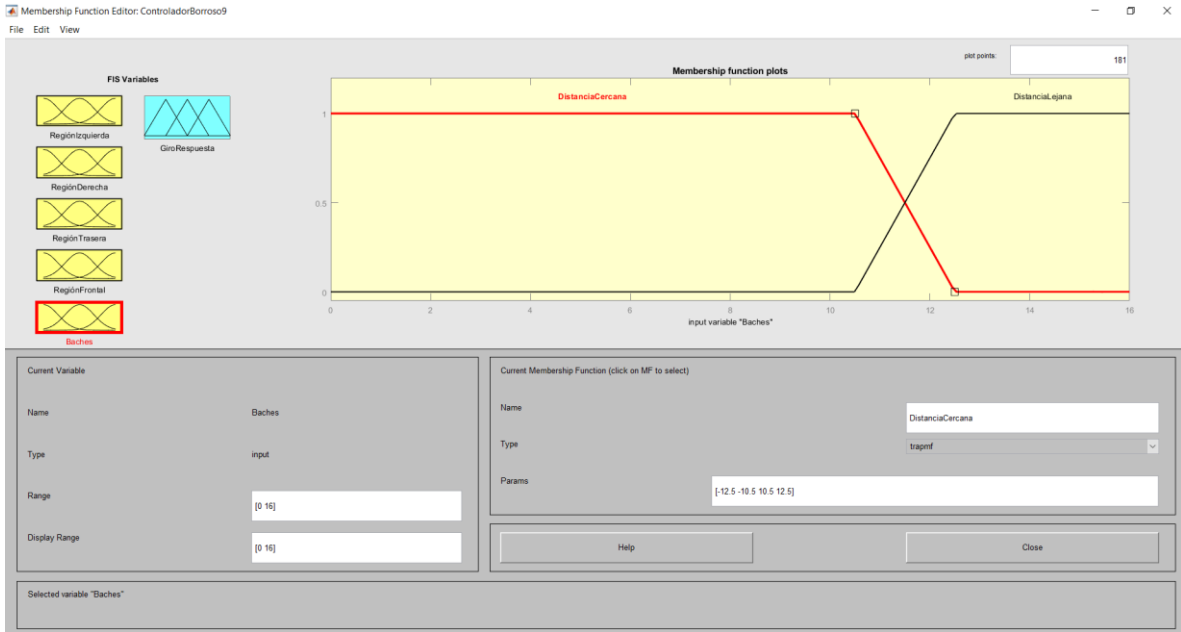 Membership Function Editor: ControladorBorroso9
File Edit View
FIS Variables
RegiónIzquierda
GiroRespuesta
RegiónDerecha
RegiónTrasera
RegiónFrontal
Baches
plot points:
181
Membership function plots
DistanciaCercana
DistanciaLejana
1
0.5
0
0 2 4 6 8 10 12 14 16
input variable "Baches"
Current Variable
Name Baches
Type input
Range [0 16]
Display Range [0 16]
Current Membership Function (click on MF to select)
Name DistanciaCercana
Type trapmf
Params [-12.5 -10.5 10.5 12.5]
Help Close
Selected variable "Baches"